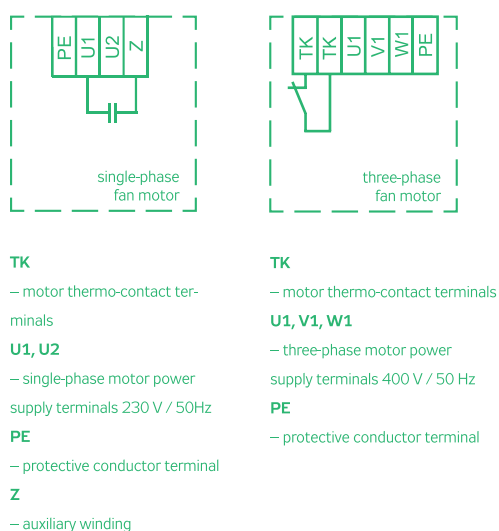 PE
U1
U2
Z
single-phase
fan motor
TK
– motor thermo-contact ter-
minals
U1, U2
– single-phase motor power
supply terminals 230 V / 50Hz
PE
– protective conductor terminal
Z
– auxiliary winding
TK
TK
U1
V1
W1
PE
three-phase
fan motor
TK
– motor thermo-contact terminals
U1, V1, W1
– three-phase motor power
supply terminals 400 V / 50 Hz
PE
– protective conductor terminal